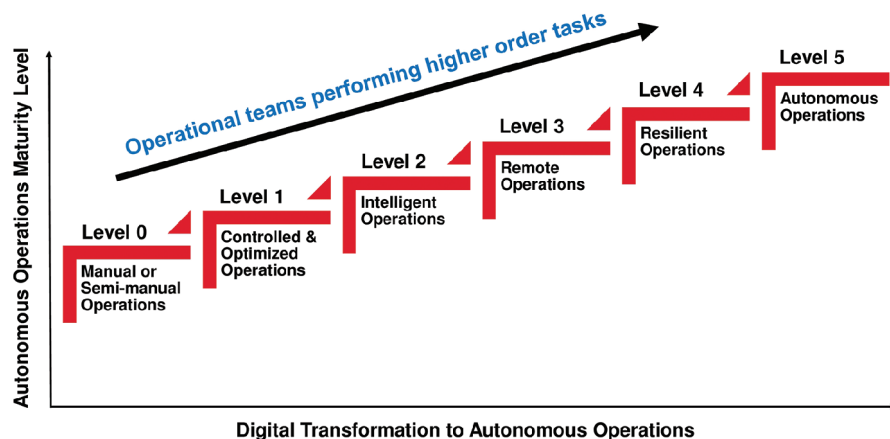 Operational teams performing higher order tasks
Autonomous Operations Maturity Level
Level 0
Manual or
Semi-manual
Operations
Level 1
Controlled &
Optimized
Operations
Level 2
Intelligent
Operations
Level 3
Remote
Operations
Level 4
Resilient
Operations
Level 5
Autonomous
Operations
Digital Transformation to Autonomous Operations